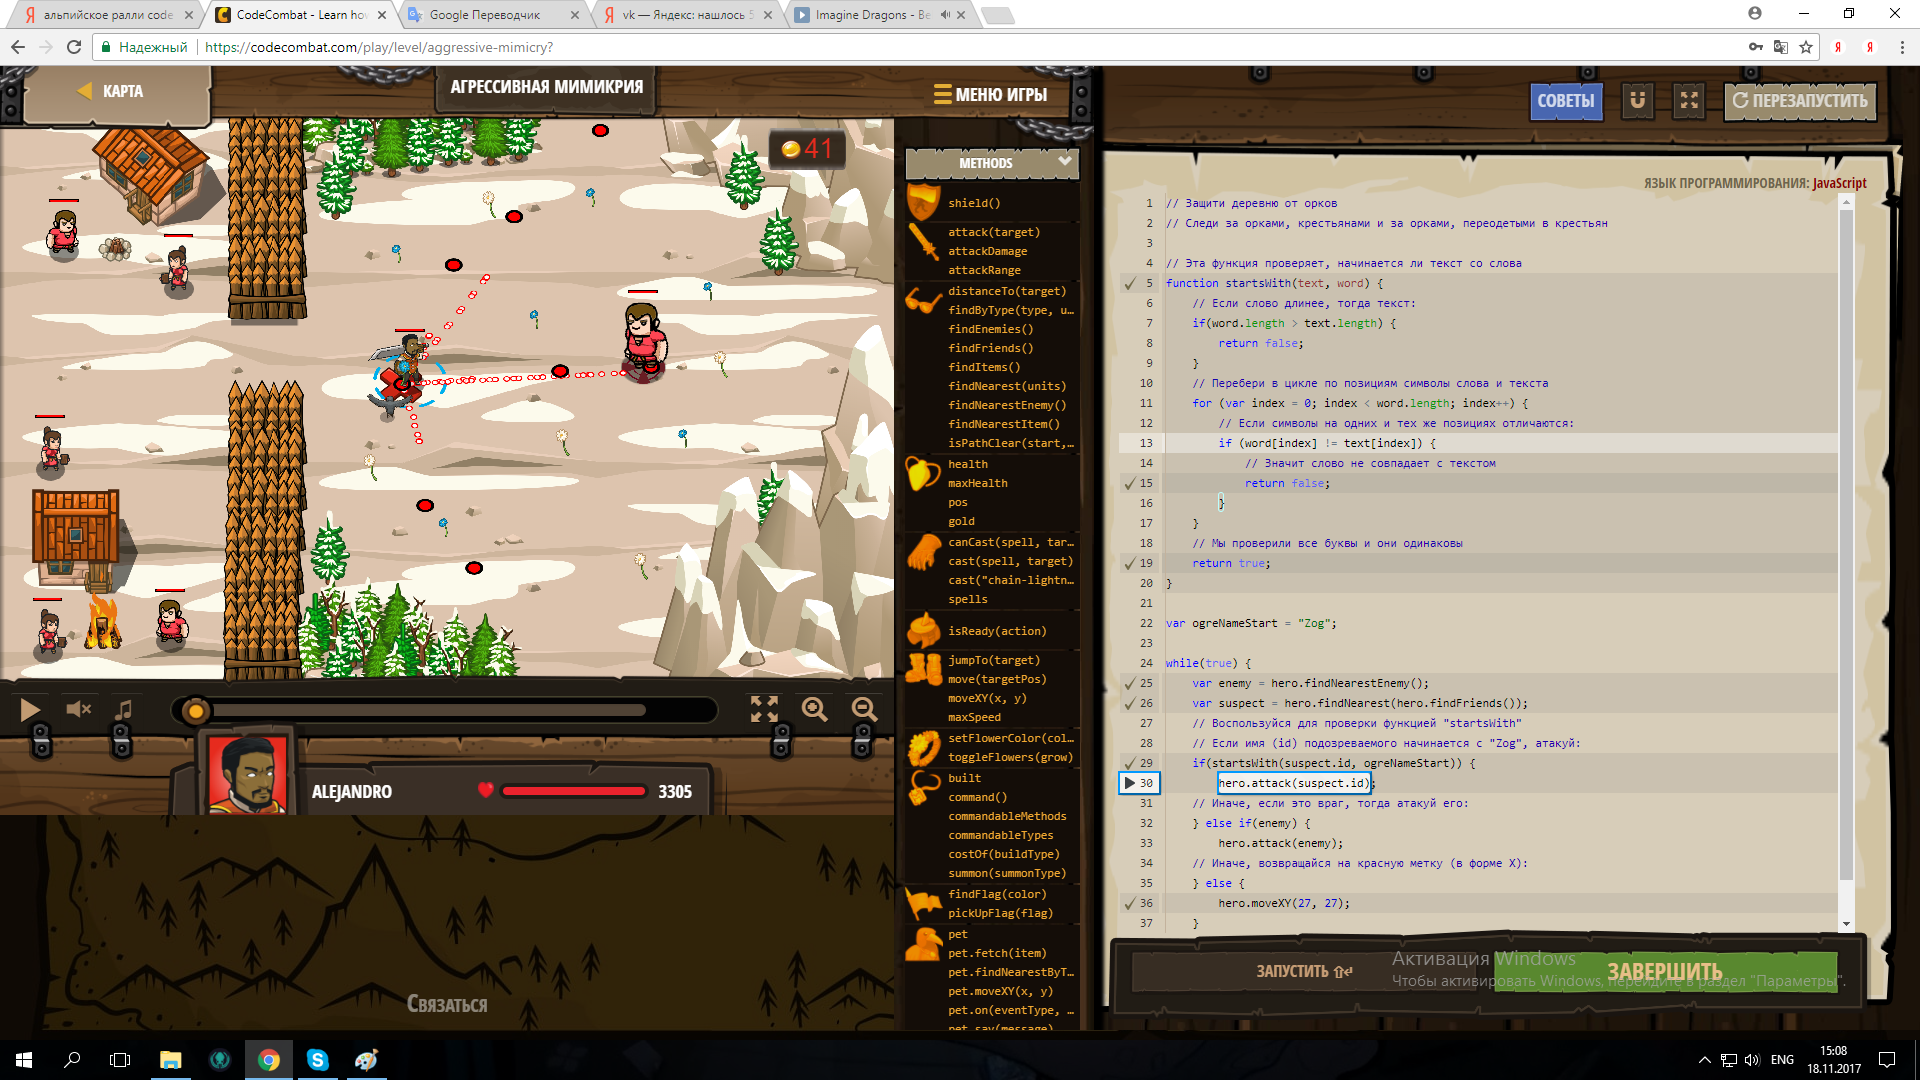 альпийское ралли code
CodeCombat - Learn how
Google Переводчик
vk — Яндекс: нашлось 5
Imagine Dragons - Be
Надежный
https://codecombat.com/play/level/aggressive-mimicry?
КАРТА
АГРЕССИВНАЯ МИМИКРИЯ
МЕНЮ ИГРЫ
41
СОВЕТЫ
ПЕРЕЗАПУСТИТЬ
METHODS
shield()
attack(target)
attackDamage
attackRange
distanceTo(target)
findByType(type, u…
findEnemies()
findFriends()
findItems()
findNearest(units)
findNearestEnemy()
findNearestItem()
isPathClear(start,…
health
maxHealth
pos
gold
canCast(spell, tar…
cast(spell, target)
cast("chain-lightn…
spells
isReady(action)
jumpTo(target)
move(targetPos)
moveXY(x, y)
maxSpeed
setFlowerColor(col…
toggleFlowers(grow)
built
command()
commandableMethods
commandableTypes
costOf(buildType)
summon(summonType)
findFlag(color)
pickUpFlag(flag)
pet
pet.fetch(item)
pet.findNearestByT…
pet.moveXY(x, y)
pet.on(eventType, …
pet.say(message)
ЯЗЫК ПРОГРАММИРОВАНИЯ: JavaScript
1 // Защити деревню от орков
2 // Следи за орками, крестьянами и за орками, переодетыми в крестьян
3
4 // Эта функция проверяет, начинается ли текст со слова
5 function startsWith(text, word) {
6 // Если слово длинее, тогда текст:
7 if(word.length > text.length) {
8 return false;
9 }
10 // Перебери в цикле по позициям символы слова и текста
11 for (var index = 0; index < word.length; index++) {
12 // Если символы на одних и тех же позициях отличаются:
13 if (word[index] != text[index]) {
14 // Значит слово не совпадает с текстом
15 return false;
16 }
17 }
18 // Мы проверили все буквы и они одинаковы
19 return true;
20 }
21
22 var ogreNameStart = "Zog";
23
24 while(true) {
25 var enemy = hero.findNearestEnemy();
26 var suspect = hero.findNearest(hero.findFriends());
27 // Воспользуйся для проверки функцией "startsWith"
28 // Если имя (id) подозреваемого начинается с "Zog", атакуй:
29 if(startsWith(suspect.id, ogreNameStart)) {
30 hero.attack(suspect.id);
31 // Иначе, если это враг, тогда атакуй его:
32 } else if(enemy) {
33 hero.attack(enemy);
34 // Иначе, возвращайся на красную метку (в форме X):
35 } else {
36 hero.moveXY(27, 27);
37 }
ЗАПУСТИТЬ
ЗАВЕРШИТЬ
Активация Windows
Чтобы активировать Windows, перейдите в раздел "Параметры".
ALEJANDRO
3305
Связаться
ENG
15:08
18.11.2017